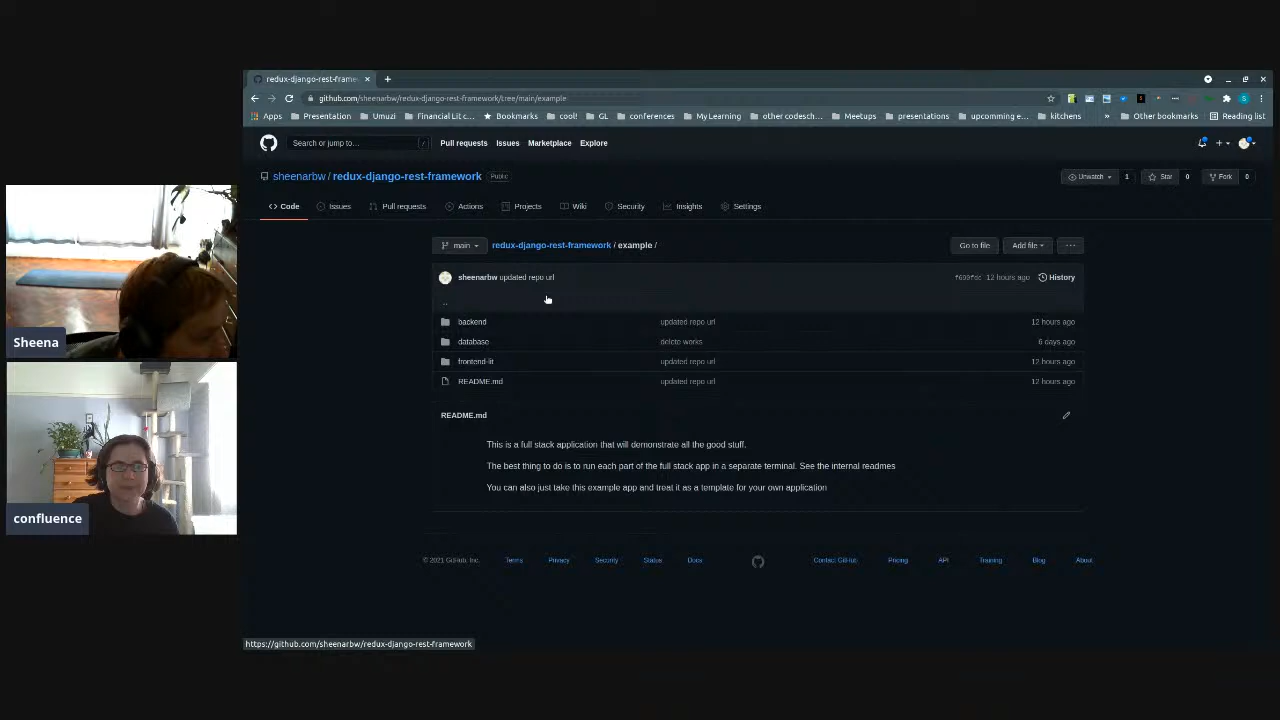 redux-django-rest-frame
github.com/sheenarbw/redux-django-rest-framework/tree/main/example
Apps Presentation Umuzi Financial Lit c... Bookmarks cool! GL conferences My Learning other codesch... Meetups presentations upcomming e... kitchens » Other bookmarks Reading list
Search or jump to... / Pull requests Issues Marketplace Explore
sheenarbw / redux-django-rest-framework Public Unwatch 1 Star 0 Fork 0
<> Code Issues Pull requests Actions Projects Wiki Security Insights Settings
main redux-django-rest-framework / example / Go to file Add file ...
sheenarbw updated repo url 12 hours ago History
..
backend updated repo url 12 hours ago
database delete works 6 days ago
frontend-lit updated repo url 12 hours ago
README.md updated repo url 12 hours ago
README.md
This is a full stack application that will demonstrate all the good stuff.
The best thing to do is to run each part of the full stack app in a separate terminal. See the internal readmes
You can also just take this example app and treat it as a template for your own application
© 2021 GitHub, Inc. Terms Privacy Security Status Docs Contact GitHub Pricing API Training Blog About
https://github.com/sheenarbw/redux-django-rest-framework
Sheena
confluence